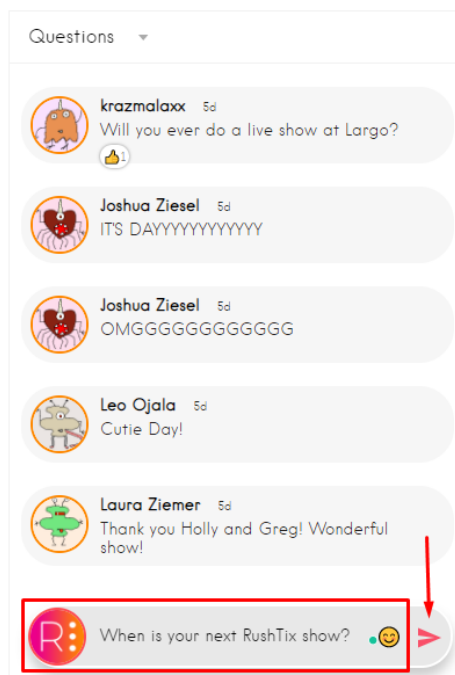 Questions
krazmalaxx 5d
Will you ever do a live show at Largo?
1
Joshua Ziesel 5d
IT'S DAYYYYYYYYYYYY
Joshua Ziesel 5d
OMGGGGGGGGGGGG
Leo Ojala 5d
Cutie Day!
Laura Ziemer 5d
Thank you Holly and Greg! Wonderful
show!
R:
When is your next RushTix show?